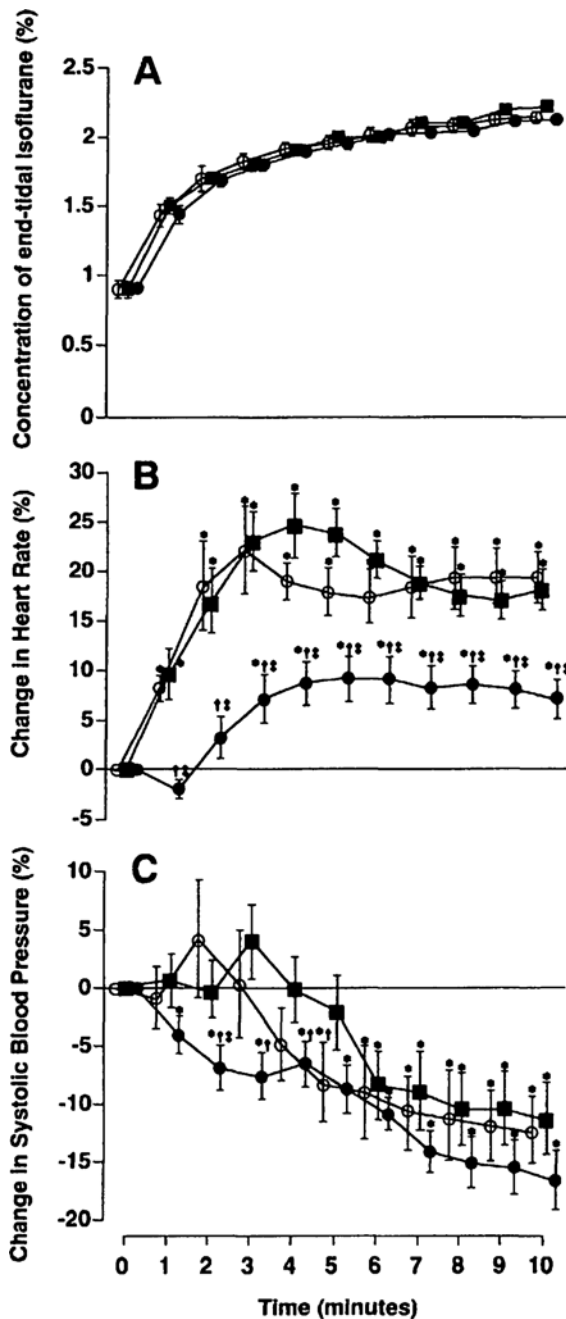 A
Concentration of end-tidal Isoflurane (%)
2.5
2
1.5
1
0.5
0
B
Change in Heart Rate (%)
30
25
20
15
10
5
0
-5
* * * * * * * * * *
* * * * * * * *
*†‡ *†‡ *†‡ *†‡ *†‡ *†‡ *†‡ *†‡
†‡
†‡
C
Change in Systolic Blood Pressure (%)
10
5
0
-5
-10
-15
-20
*
*†‡
*†
*†*†
* * * * * * * * * *
0 1 2 3 4 5 6 7 8 9 10
Time (minutes)